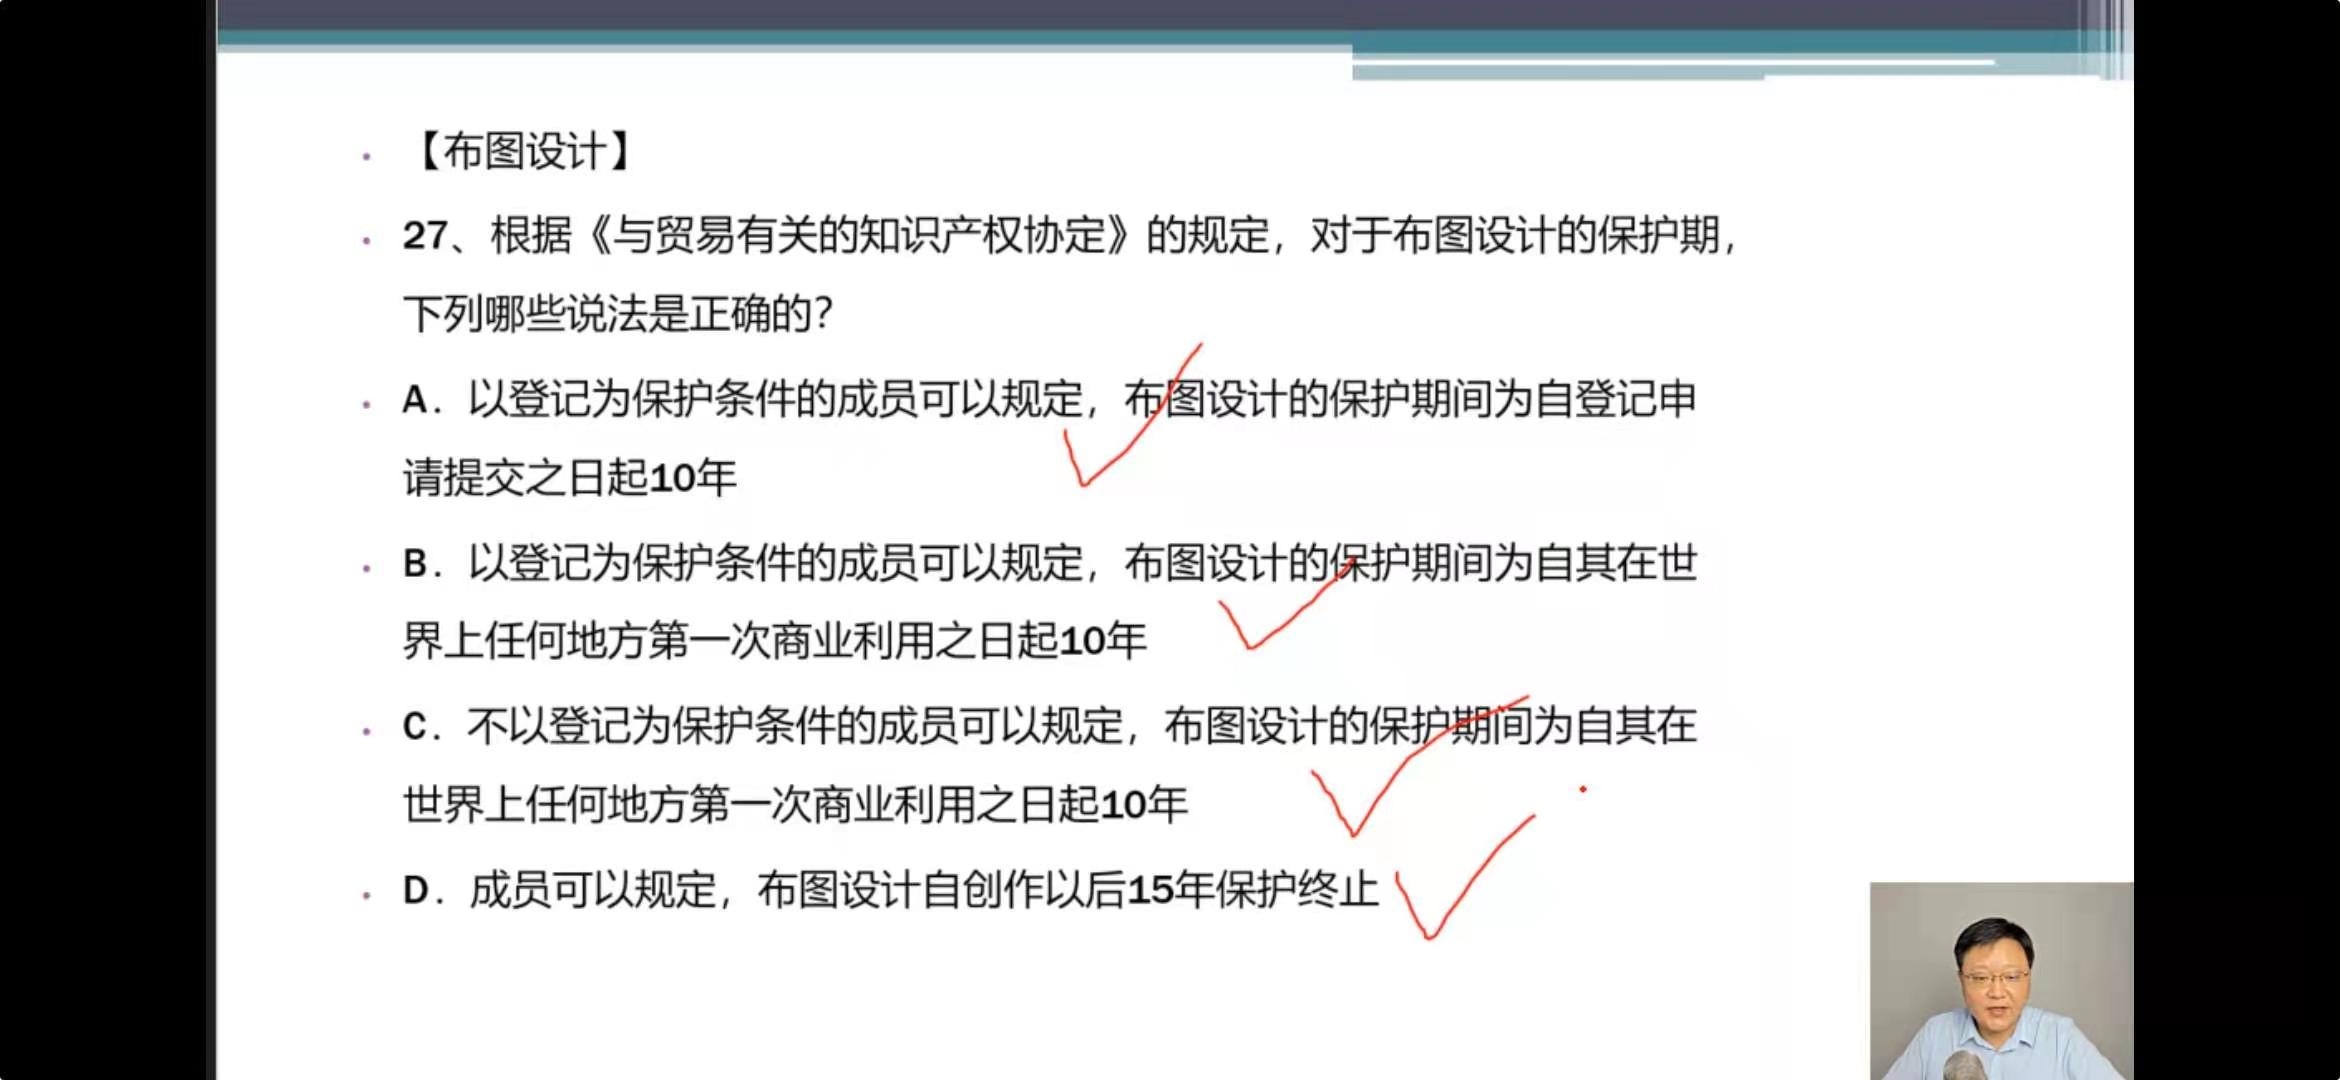 【布图设计】
27、根据《与贸易有关的知识产权协定》的规定，对于布图设计的保护期，
下列哪些说法是正确的？
A．以登记为保护条件的成员可以规定，布图设计的保护期间为自登记申
请提交之日起10年
B．以登记为保护条件的成员可以规定，布图设计的保护期间为自其在世
界上任何地方第一次商业利用之日起10年
C．不以登记为保护条件的成员可以规定，布图设计的保护期间为自其在
世界上任何地方第一次商业利用之日起10年
D．成员可以规定，布图设计自创作以后15年保护终止